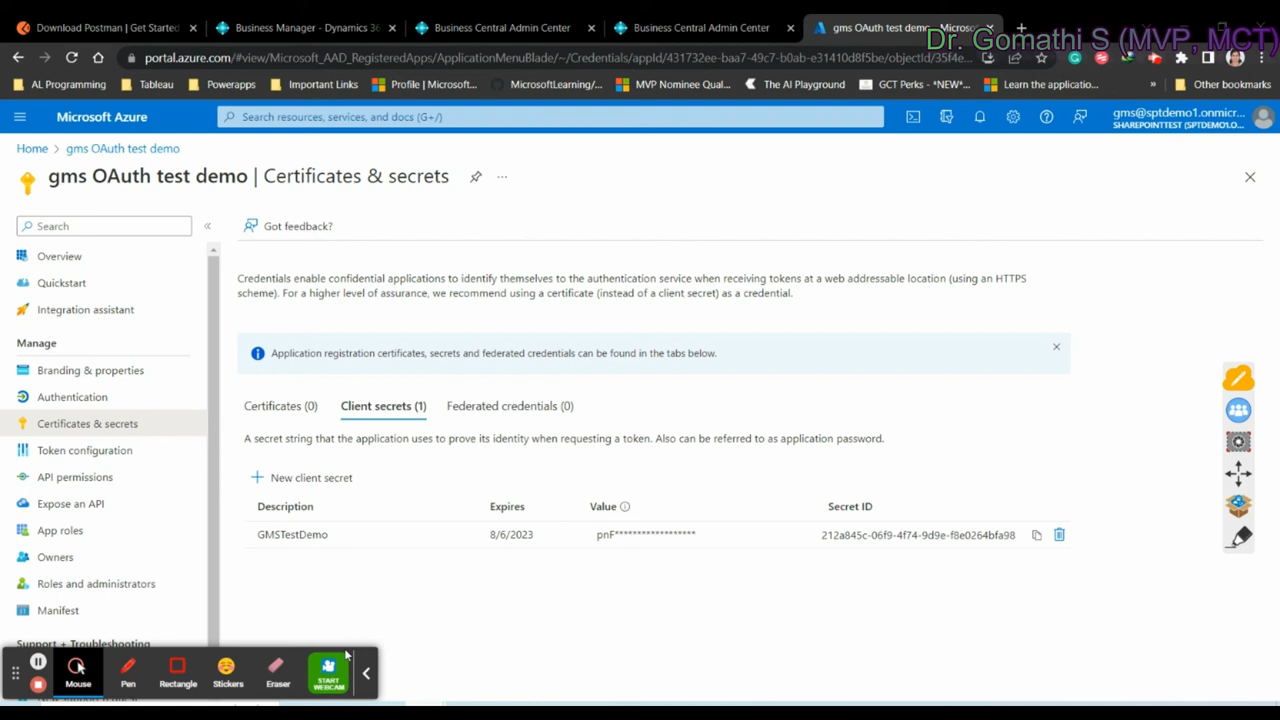 Download Postman | Get Started
Business Manager - Dynamics 36
Business Central Admin Center
Business Central Admin Center
gms OAuth test demo - Microso
Dr. Gomathi S (MVP, MCT)
portal.azure.com/#view/Microsoft_AAD_RegisteredApps/ApplicationMenuBlade/~/Credentials/appId/431732ee-baa7-49c7-b0ab-e31410d8f5be/objectId/35f4e...
AL Programming
Tableau
Powerapps
Important Links
Profile | Microsoft...
MicrosoftLearning/...
MVP Nominee Qual...
The AI Playground
GCT Perks - *NEW*...
Learn the applicatio...
»
Other bookmarks
Microsoft Azure
Search resources, services, and docs (G+/)
gms@sptdemo1.onmicr...
SHAREPOINTTEST (SPTDEMO1.O...
Home > gms OAuth test demo
gms OAuth test demo | Certificates & secrets
...
Search
«
Got feedback?
Overview
Quickstart
Integration assistant
Manage
Branding & properties
Authentication
Certificates & secrets
Token configuration
API permissions
Expose an API
App roles
Owners
Roles and administrators
Manifest
Support + Troubleshooting
Credentials enable confidential applications to identify themselves to the authentication service when receiving tokens at a web addressable location (using an HTTPS
scheme). For a higher level of assurance, we recommend using a certificate (instead of a client secret) as a credential.
Application registration certificates, secrets and federated credentials can be found in the tabs below.
Certificates (0)
Client secrets (1)
Federated credentials (0)
A secret string that the application uses to prove its identity when requesting a token. Also can be referred to as application password.
New client secret
Description
Expires
Value
Secret ID
GMSTestDemo
8/6/2023
pnF******************
212a845c-06f9-4f74-9d9e-f8e0264bfa98
Mouse
Pen
Rectangle
Stickers
Eraser
START
WEBCAM